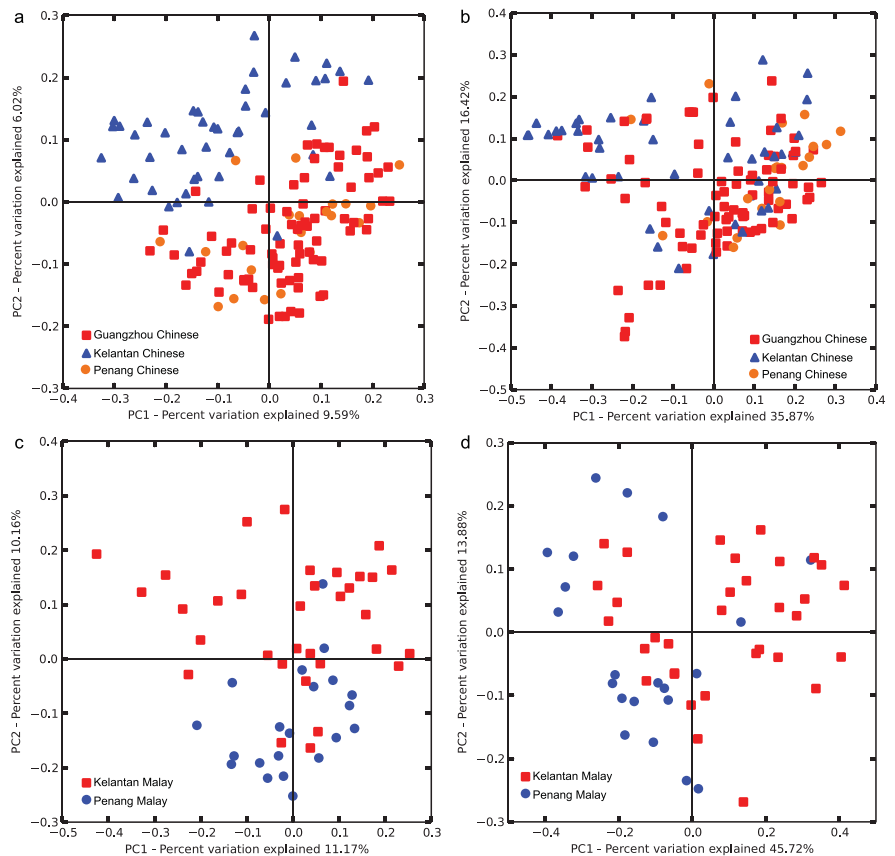 a
0.3
0.2
0.1
0.0
−0.1
−0.2
−0.3
PC2 – Percent variation explained 6.02%
Guangzhou Chinese
Kelantan Chinese
Penang Chinese
−0.4 −0.3 −0.2 −0.1 0.0 0.1 0.2 0.3
PC1 – Percent variation explained 9.59%
b
0.4
0.3
0.2
0.1
0.0
−0.1
−0.2
−0.3
−0.4
−0.5
PC2 – Percent variation explained 16.42%
Guangzhou Chinese
Kelantan Chinese
Penang Chinese
−0.5 −0.4 −0.3 −0.2 −0.1 0.0 0.1 0.2 0.3 0.4
PC1 – Percent variation explained 35.87%
c
0.4
0.3
0.2
0.1
0.0
−0.1
−0.2
−0.3
PC2 – Percent variation explained 10.16%
Kelantan Malay
Penang Malay
−0.5 −0.4 −0.3 −0.2 −0.1 0.0 0.1 0.2 0.3
PC1 – Percent variation explained 11.17%
d
0.3
0.2
0.1
0.0
−0.1
−0.2
−0.3
PC2 – Percent variation explained 13.88%
Kelantan Malay
Penang Malay
−0.4 −0.2 0.0 0.2 0.4
PC1 – Percent variation explained 45.72%